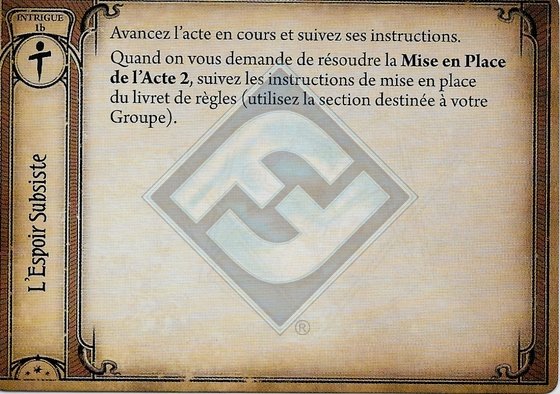 INTRIGUE
1b
L'Espoir Subsiste
Avancez l'acte en cours et suivez ses instructions.
Quand on vous demande de résoudre la Mise en Place
de l'Acte 2, suivez les instructions de mise en place
du livret de règles (utilisez la section destinée à votre
Groupe).
®